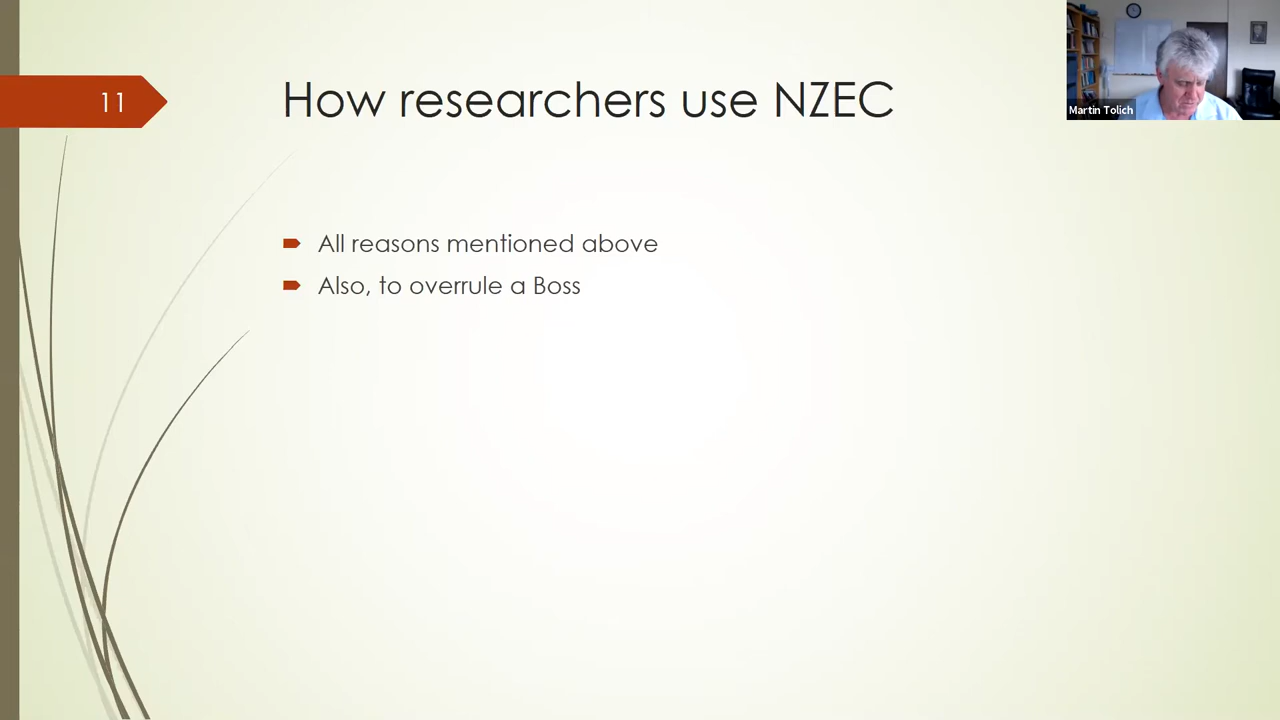 11
How researchers use NZEC
Martin Tolich
All reasons mentioned above
Also, to overrule a Boss